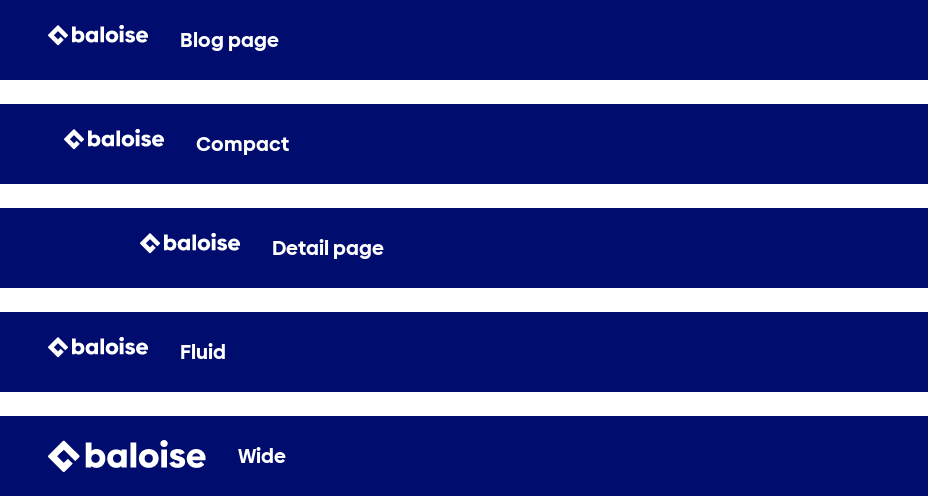 baloise Blog page
baloise Compact
baloise Detail page
baloise Fluid
baloise Wide